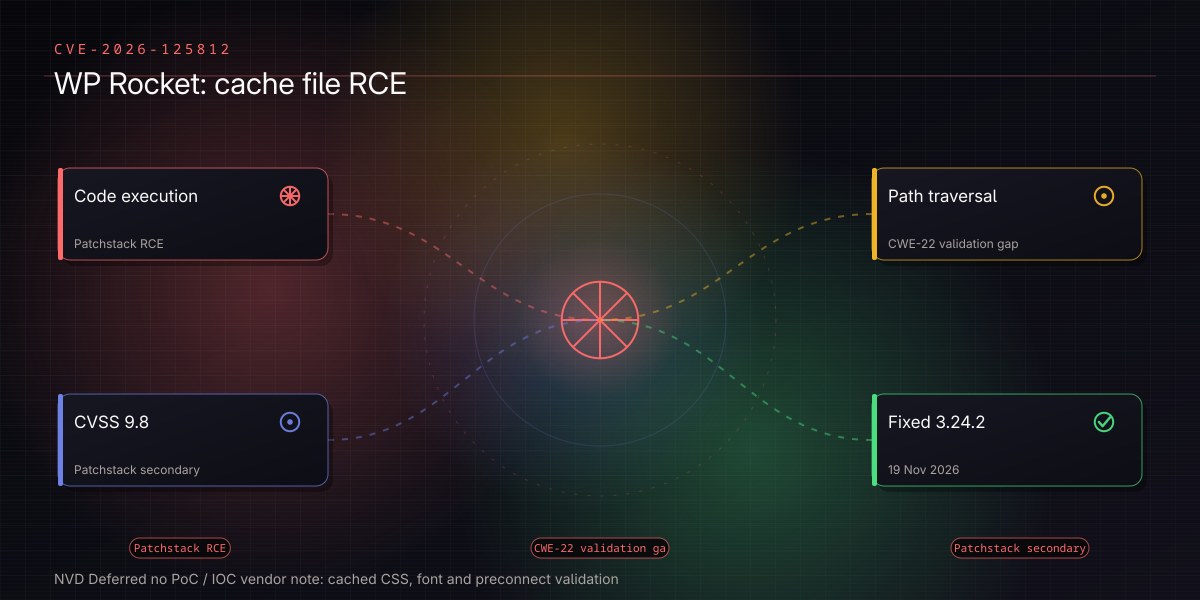 CVE-2026-125812
WP Rocket: cache file RCE
Code execution
Patchstack RCE
Path traversal
CWE-22 validation gap
CVSS 9.8
Patchstack secondary
Fixed 3.24.2
19 Nov 2026
Patchstack RCE
CWE-22 validation ga
Patchstack secondary
NVD Deferred no PoC / IOC vendor note: cached CSS, font and preconnect validation